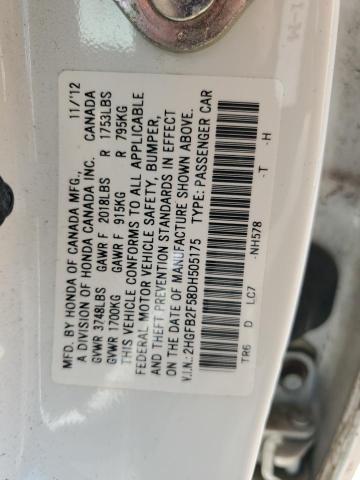 MFD. BY HONDA OF CANADA MFG., 11/'12
A DIVISION OF HONDA CANADA INC. CANADA
GVWR 3748LBS GAWR F 2018LBS R 1753LBS
GVWR 1700KG GAWR F 915KG R 795KG
THIS VEHICLE CONFORMS TO ALL APPLICABLE
FEDERAL MOTOR VEHICLE SAFETY, BUMPER,
AND THEFT PREVENTION STANDARDS IN EFFECT
ON THE DATE OF MANUFACTURE SHOWN ABOVE.
V.I.N.:2HGFB2F58DH505175 TYPE: PASSENGER CAR
TR6 D LC7 -NH578 -T -H